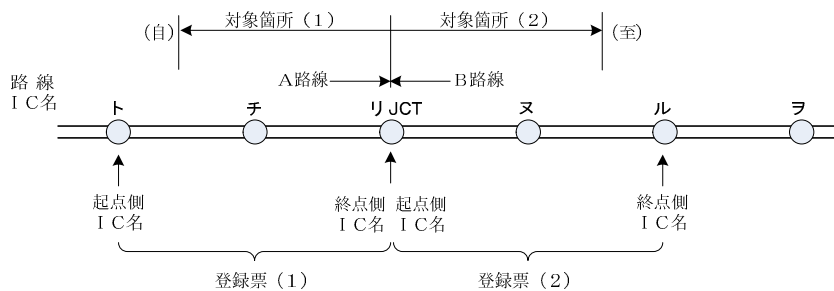 対象箇所（1） 対象箇所（2）
（自） （至）
A路線 B路線
路線
ＩＣ名
ト チ リ JCT ヌ ル ヲ
起点側 終点側 起点側 終点側
ＩＣ名 ＩＣ名 ＩＣ名 ＩＣ名
登録票（1） 登録票（2）